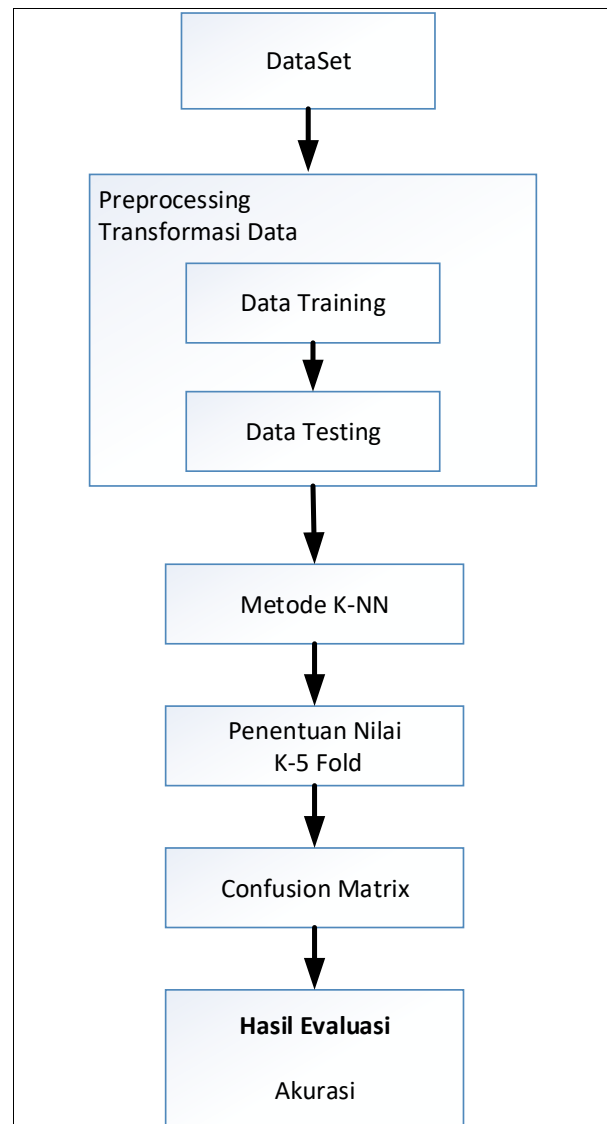 DataSet
Preprocessing
Transformasi Data
Data Training
Data Testing
Metode K-NN
Penentuan Nilai
K-5 Fold
Confusion Matrix
Hasil Evaluasi
Akurasi